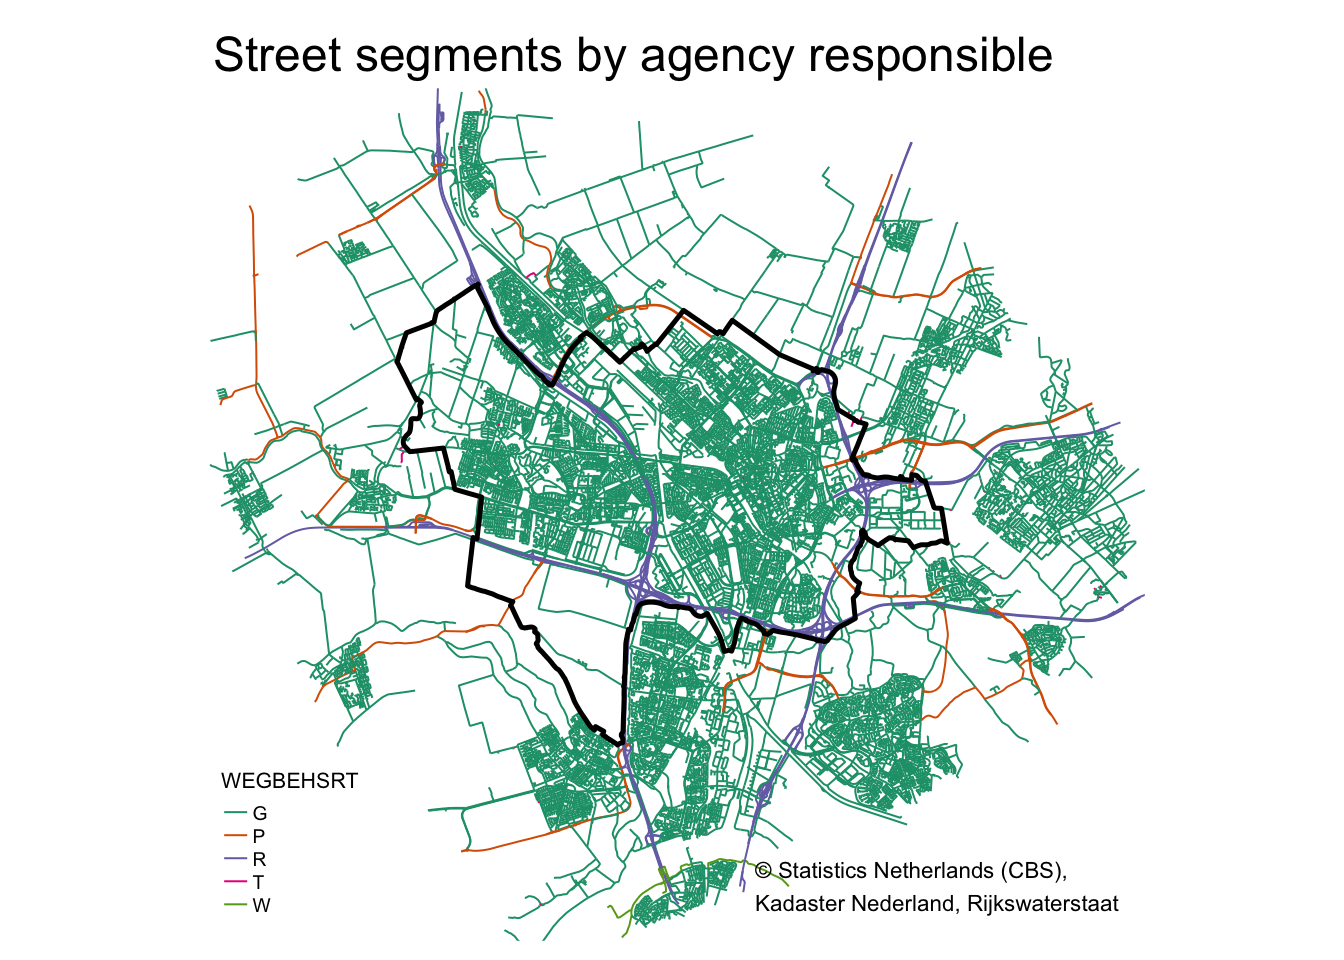 Street segments by agency responsible
WEGBEHSRT
G
P
R
T
W
© Statistics Netherlands (CBS),
Kadaster Nederland, Rijkswaterstaat